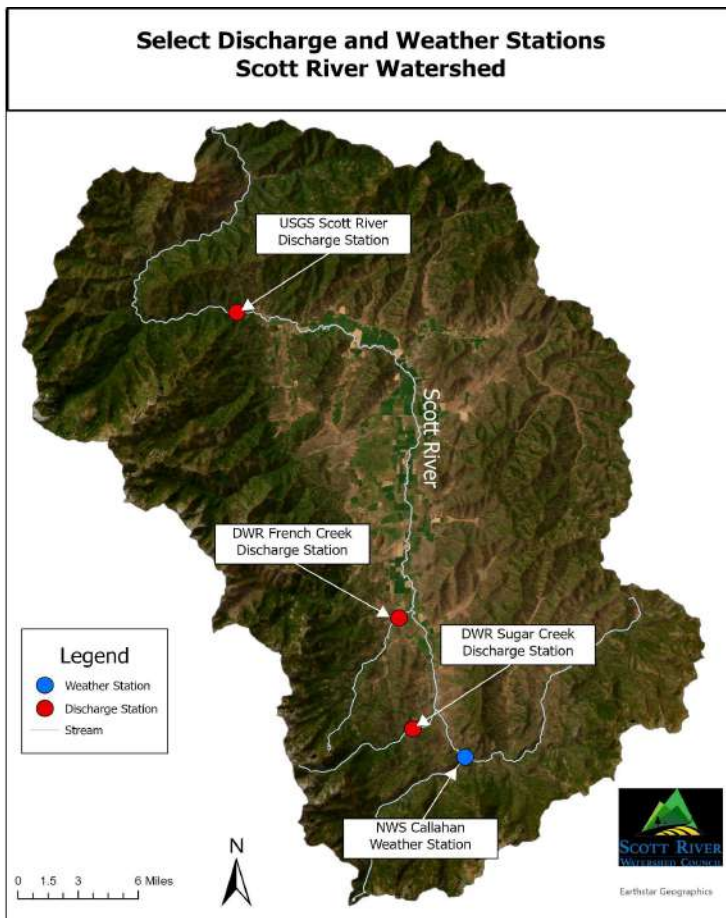 Select Discharge and Weather Stations
Scott River Watershed
USGS Scott River
Discharge Station
Scott River
DWR French Creek
Discharge Station
DWR Sugar Creek
Discharge Station
Legend
Weather Station
Discharge Station
Stream
NWS Callahan
Weather Station
N
0 1.5 3 6 Miles
SCOTT RIVER
WATERSHED COUNCIL
Earthstar Geographics